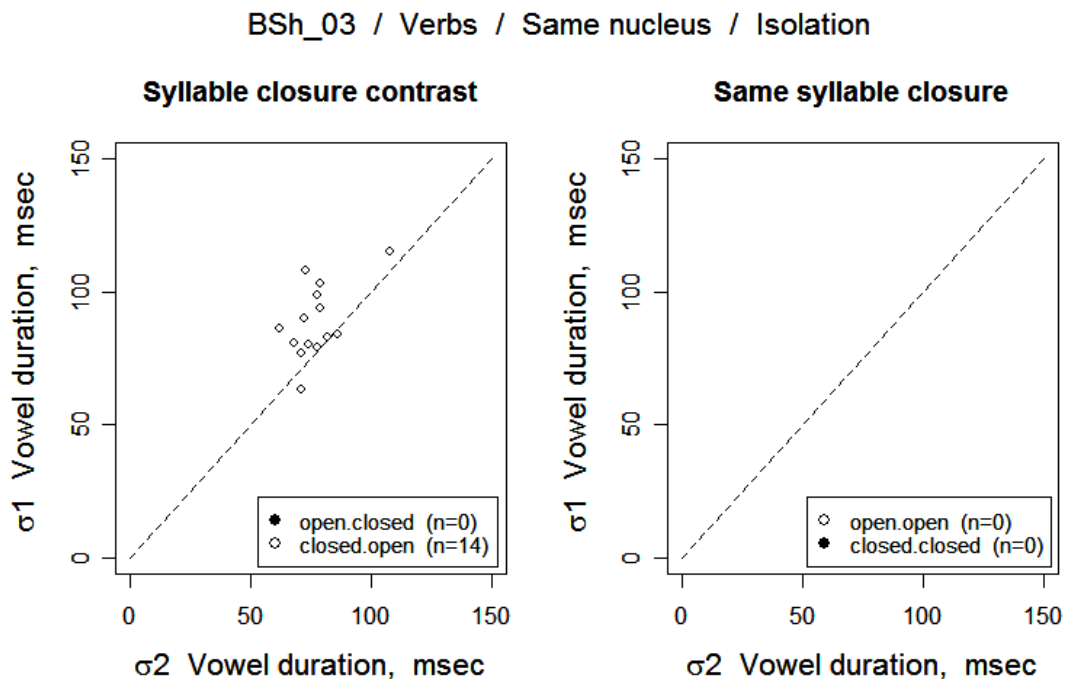 BSh_03 / Verbs / Same nucleus / Isolation
Syllable closure contrast
σ1 Vowel duration, msec
150
100
50
0
open.closed (n=0)
closed.open (n=14)
0 50 100 150
σ2 Vowel duration, msec
Same syllable closure
σ1 Vowel duration, msec
150
100
50
0
open.open (n=0)
closed.closed (n=0)
0 50 100 150
σ2 Vowel duration, msec